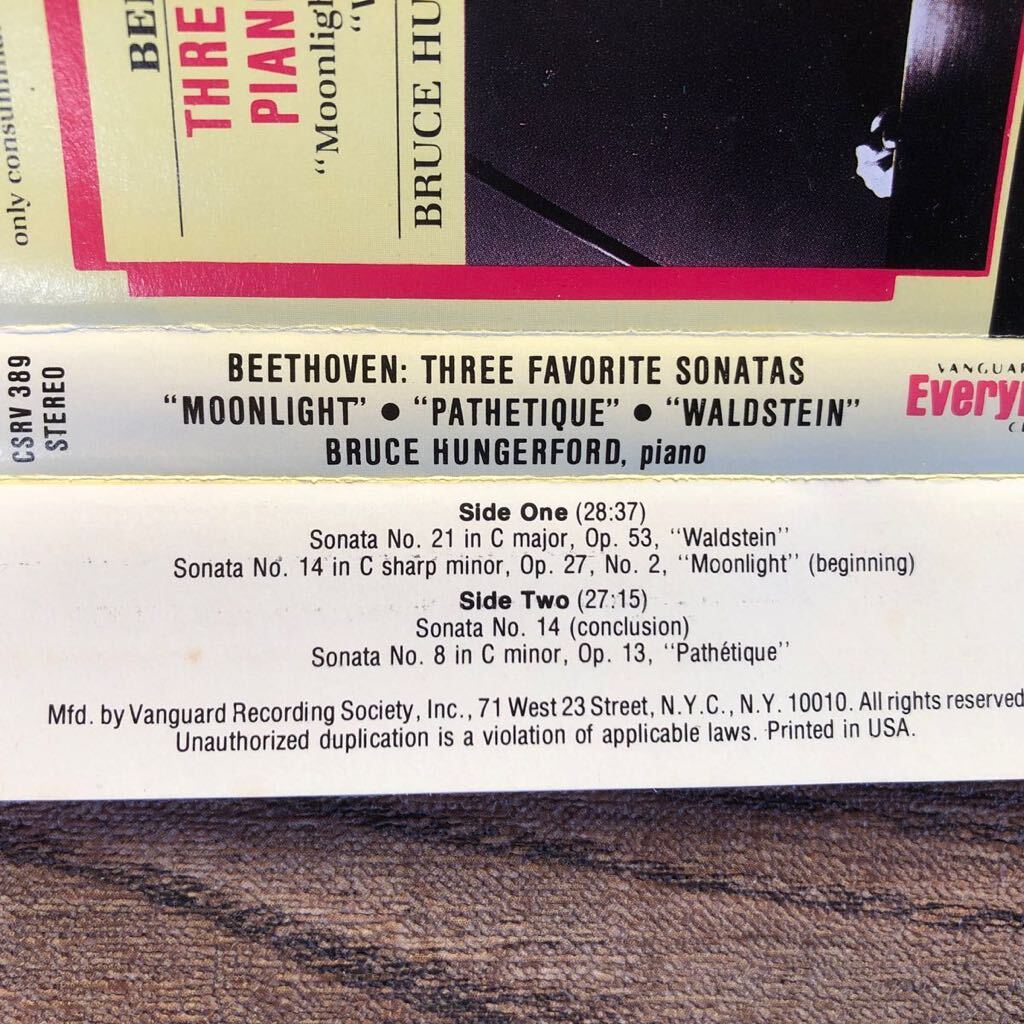 only
BEE
THRE
PIAN
“Moonligh
“
BRUCE HU
CSRV 389
STEREO
BEETHOVEN: THREE FAVORITE SONATAS
“MOONLIGHT” • “PATHETIQUE” • “WALDSTEIN”
BRUCE HUNGERFORD, piano
VANGUAR
Every
Side One (28:37)
Sonata No. 21 in C major, Op. 53, “Waldstein”
Sonata No. 14 in C sharp minor, Op. 27, No. 2, “Moonlight” (beginning)
Side Two (27:15)
Sonata No. 14 (conclusion)
Sonata No. 8 in C minor, Op. 13, “Pathétique”
Mfd. by Vanguard Recording Society, Inc., 71 West 23 Street, N.Y.C., N.Y. 10010. All rights reserved
Unauthorized duplication is a violation of applicable laws. Printed in USA.